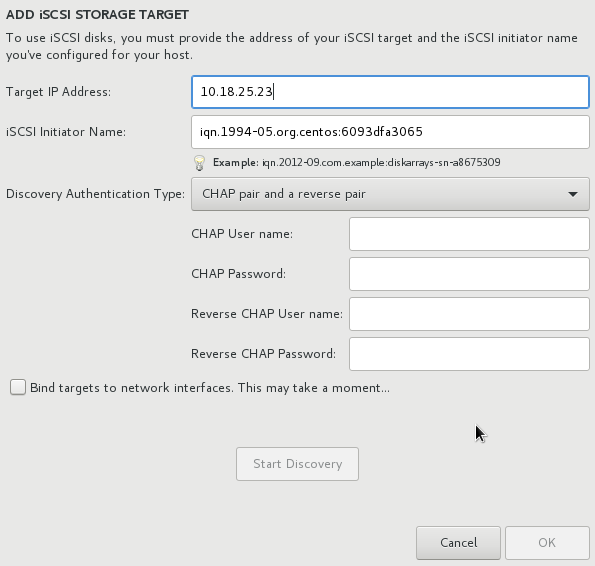 ADD iSCSI STORAGE TARGET
To use iSCSI disks, you must provide the address of your iSCSI target and the iSCSI initiator name
you've configured for your host.
Target IP Address: 10.18.25.23
iSCSI Initiator Name: iqn.1994-05.org.centos:6093dfa3065
Example: iqn.2012-09.com.example:diskarrays-sn-a8675309
Discovery Authentication Type: CHAP pair and a reverse pair
CHAP User name:
CHAP Password:
Reverse CHAP User name:
Reverse CHAP Password:
Bind targets to network interfaces. This may take a moment...
Start Discovery
Cancel OK